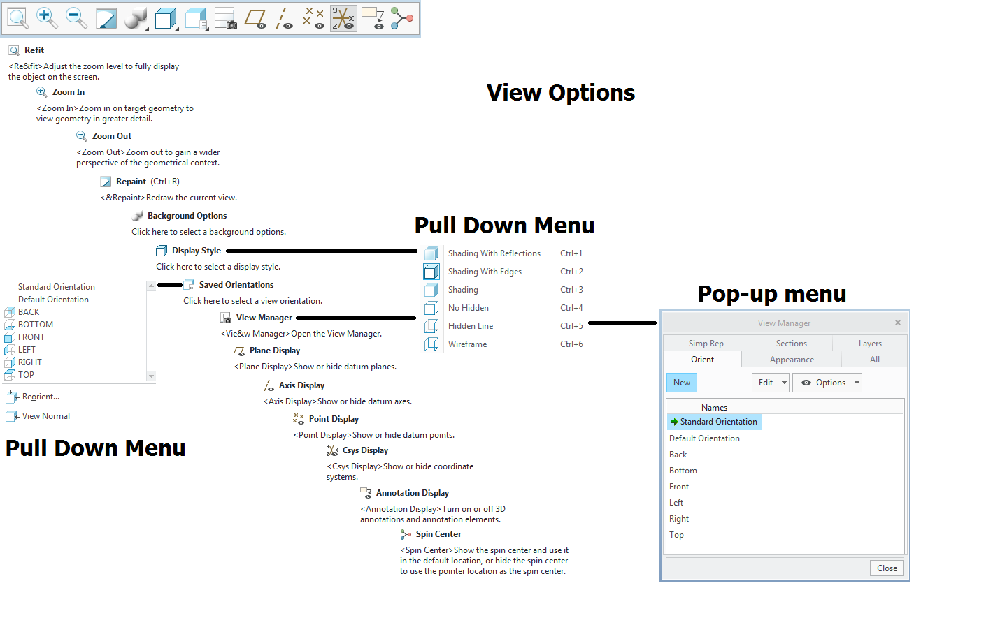 Refit
<Re&fit>Adjust the zoom level to fully display
the object on the screen.
Zoom In
<Zoom In>Zoom in on target geometry to
view geometry in greater detail.
View Options
Zoom Out
<Zoom Out>Zoom out to gain a wider
perspective of the geometrical context.
Repaint (Ctrl+R)
<&Repaint>Redraw the current view.
Background Options
Click here to select a background options.
Display Style
Click here to select a display style.
Pull Down Menu
Shading With Reflections Ctrl+1
Shading With Edges Ctrl+2
Shading Ctrl+3
No Hidden Ctrl+4
Hidden Line Ctrl+5
Wireframe Ctrl+6
Saved Orientations
Click here to select a view orientation.
Standard Orientation
Default Orientation
BACK
BOTTOM
FRONT
LEFT
RIGHT
TOP
Reorient...
View Normal
Pull Down Menu
View Manager
<Vie&w Manager>Open the View Manager.
Plane Display
<Plane Display>Show or hide datum planes.
Axis Display
<Axis Display>Show or hide datum axes.
Point Display
<Point Display>Show or hide datum points.
Csys Display
<Csys Display>Show or hide coordinate
systems.
Annotation Display
<Annotation Display>Turn on or off 3D
annotations and annotation elements.
Spin Center
<Spin Center>Show the spin center and use it
in the default location, or hide the spin center
to use the pointer location as the spin center.
Pop-up menu
View Manager x
Simp Rep Sections Layers
Orient Appearance All
New Edit Options
Names
Standard Orientation
Default Orientation
Back
Bottom
Front
Left
Right
Top
Close